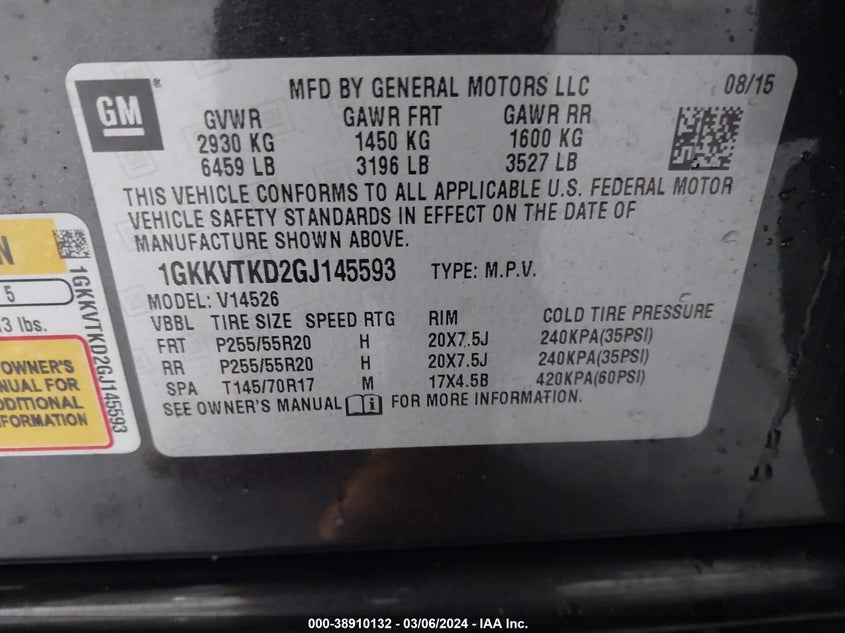 GM®
MFD BY GENERAL MOTORS LLC 08/15
GVWR GAWR FRT GAWR RR
2930 KG 1450 KG 1600 KG
6459 LB 3196 LB 3527 LB
THIS VEHICLE CONFORMS TO ALL APPLICABLE U.S. FEDERAL MOTOR
VEHICLE SAFETY STANDARDS IN EFFECT ON THE DATE OF
MANUFACTURE SHOWN ABOVE.
1GKKVTKD2GJ145593 TYPE: M.P.V.
MODEL: V14526
VBBL TIRE SIZE SPEED RTG RIM COLD TIRE PRESSURE
FRT P255/55R20 H 20X7.5J 240KPA(35PSI)
RR P255/55R20 H 20X7.5J 240KPA(35PSI)
SPA T145/70R17 M 17X4.5B 420KPA(60PSI)
SEE OWNER'S MANUAL FOR MORE INFORMATION.
N
5
3 lbs.
OWNER'S
MANUAL FOR
ADDITIONAL
INFORMATION
1GKKVTKD2GJ145593
000-38910132 - 03/06/2024 - IAA Inc.